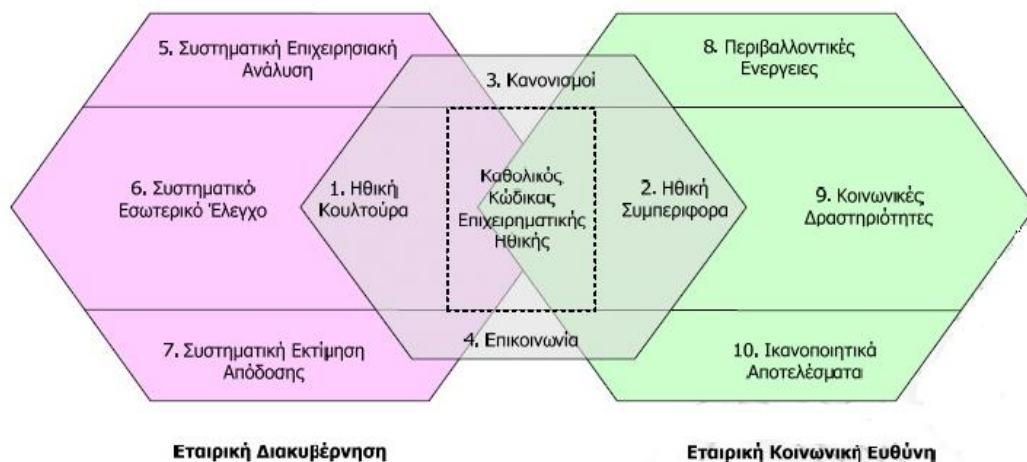 5. Συστηματική Επιχειρησιακή
Ανάλυση
8. Περιβαλλοντικές
Ενεργειες
3. Κανονισμοί
6. Συστηματικό
Εσωτερικό Έλεγχο
1. Ηθική
Κουλτούρα
Καθολικός
Κώδικας
Επιχειρηματικής
Ηθικής
2. Ηθική
Συμπεριφορα
9. Κοινωνικές
Δραστηριότητες
4. Επικοινωνία
7. Συστηματική Εκτίμηση
Απόδοσης
10. Ικανοποιητικά
Αποτελέσματα
Εταιρική Διακυβέρνηση
Εταιρική Κοινωνική Ευθύνη